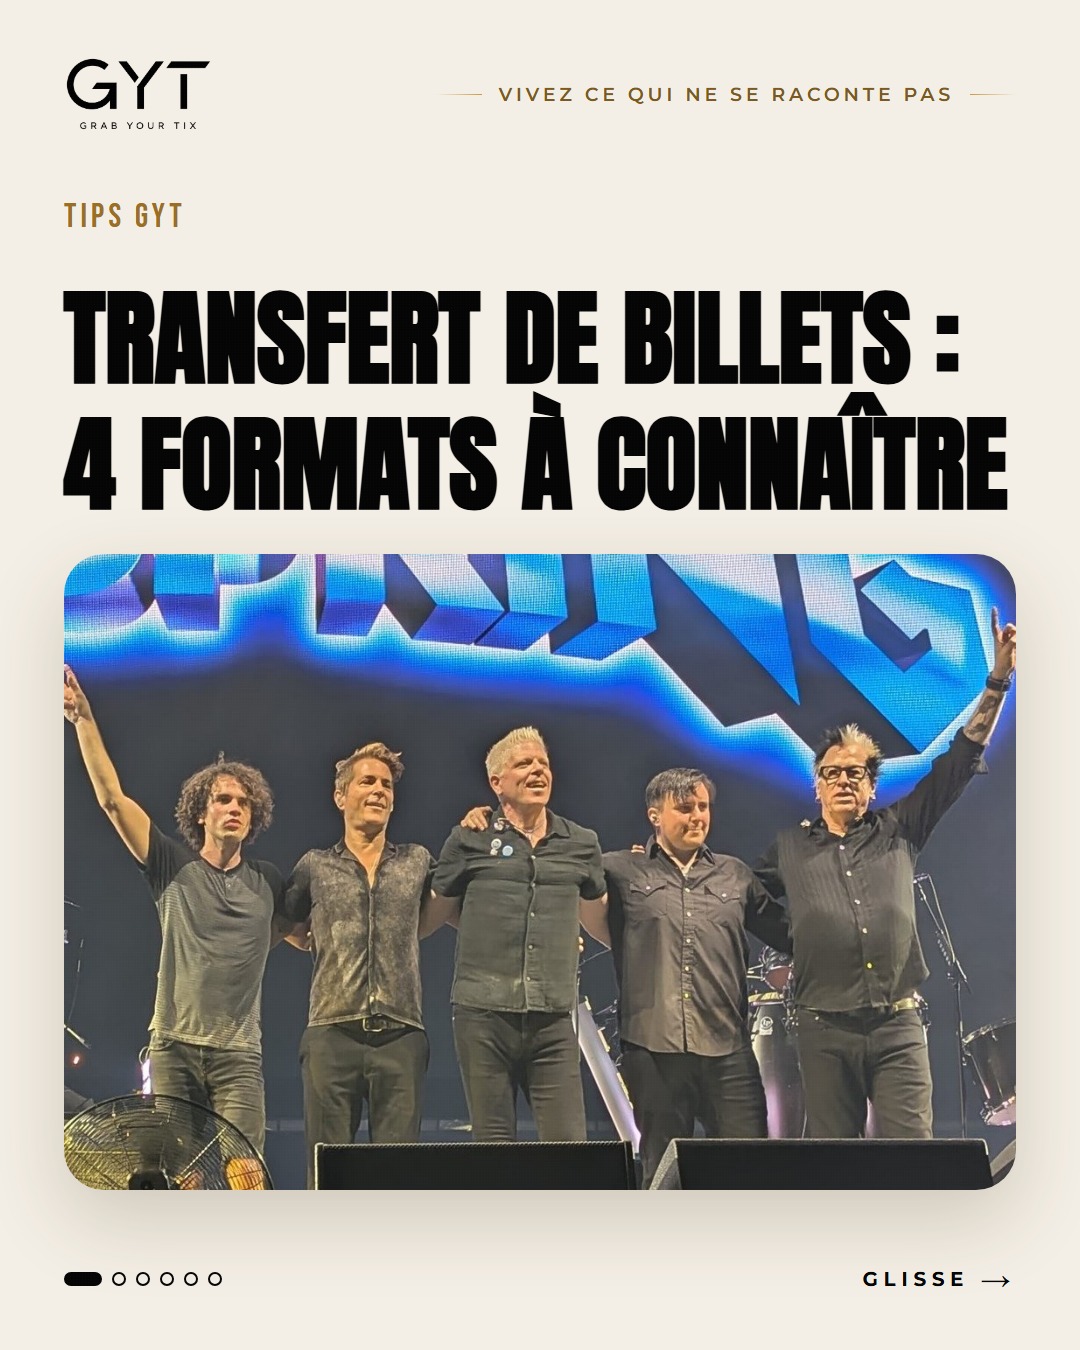 GYT
GRAB YOUR TIX
VIVEZ CE QUI NE SE RACONTE PAS
TIPS GYT
TRANSFERT DE BILLETS :
4 FORMATS À CONNAÎTRE
GLISSE →